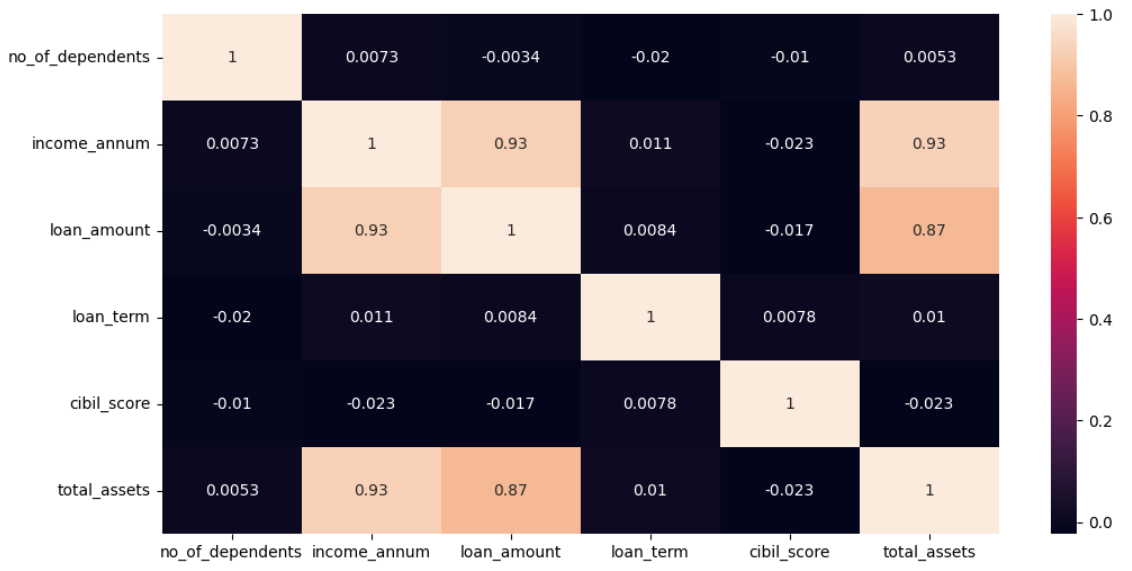 no_of_dependents 1 0.0073 -0.0034 -0.02 -0.01 0.0053
income_annum 0.0073 1 0.93 0.011 -0.023 0.93
loan_amount -0.0034 0.93 1 0.0084 -0.017 0.87
loan_term -0.02 0.011 0.0084 1 0.0078 0.01
cibil_score -0.01 -0.023 -0.017 0.0078 1 -0.023
total_assets 0.0053 0.93 0.87 0.01 -0.023 1
no_of_dependents income_annum loan_amount loan_term cibil_score total_assets
1.0
0.8
0.6
0.4
0.2
0.0